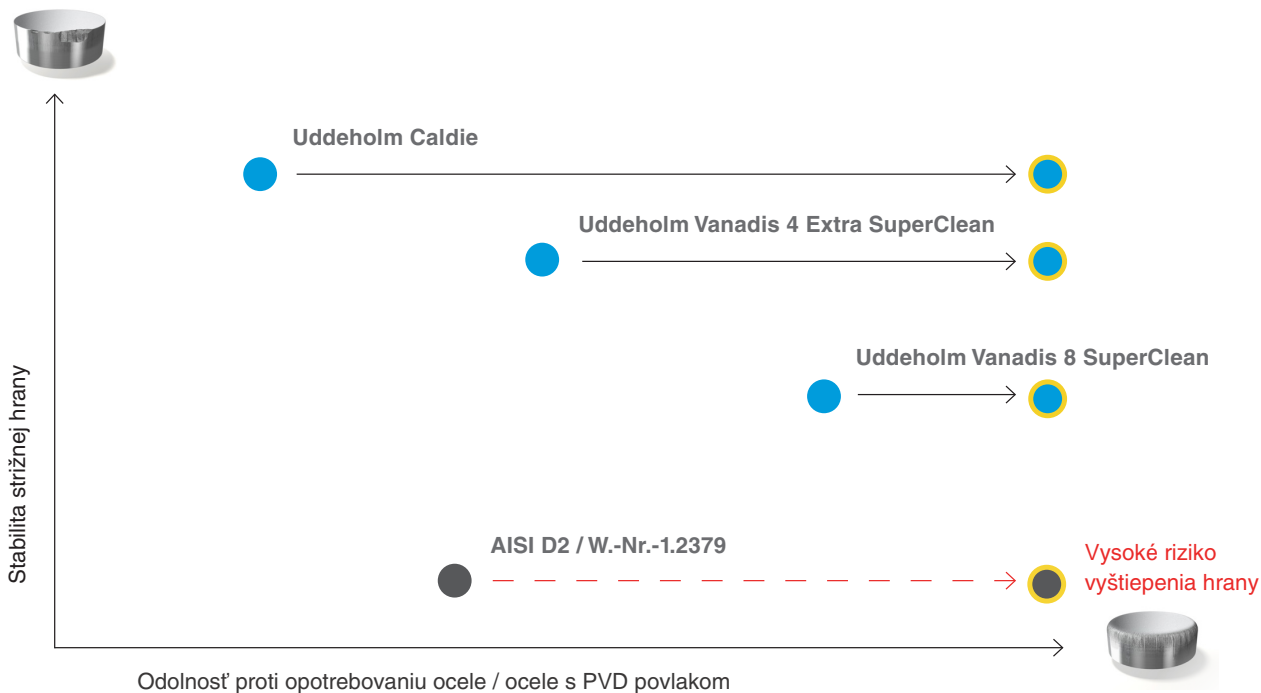 Uddeholm Caldie
Uddeholm Vanadis 4 Extra SuperClean
Uddeholm Vanadis 8 SuperClean
Stabilita strižnej hrany
AISI D2 / W.-Nr.-1.2379
Vysoké riziko
vyštiepenia hrany
Odolnosť proti opotrebovaniu ocele / ocele s PVD povlakom